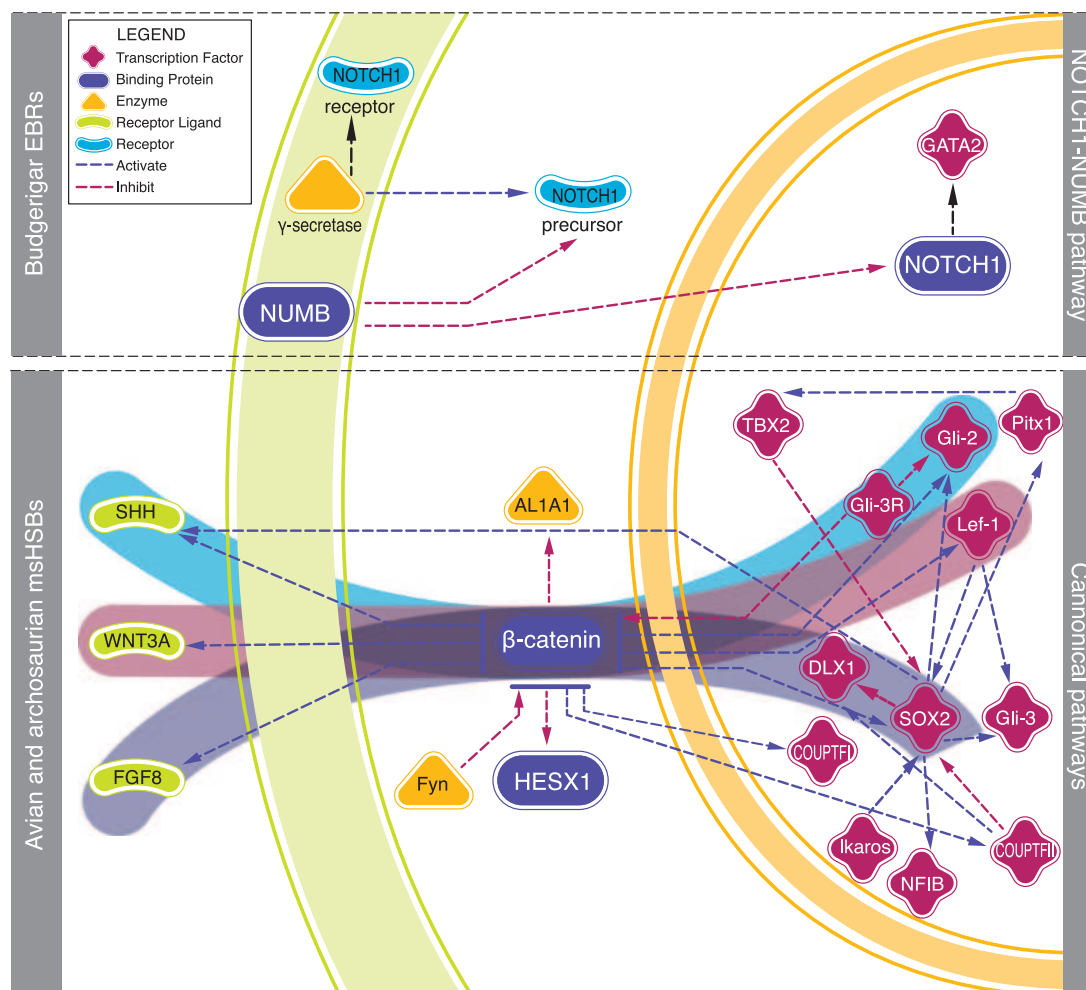 LEGEND
Transcription Factor
Binding Protein
Enzyme
Receptor Ligand
Receptor
Activate
Inhibit
Budgerigar EBRs
NOTCH1-NUMB pathway
NOTCH1
receptor
γ-secretase
NOTCH1
precursor
NUMB
GATA2
NOTCH1
Avian and archosaurian msHSBs
Cannonical pathways
TBX2
Pitx1
Gli-2
Gli-3R
Lef-1
SHH
AL1A1
WNT3A
β-catenin
DLX1
SOX2
Gli-3
COUPTFI
FGF8
Fyn
HESX1
Ikaros
COUPTFII
NFIB